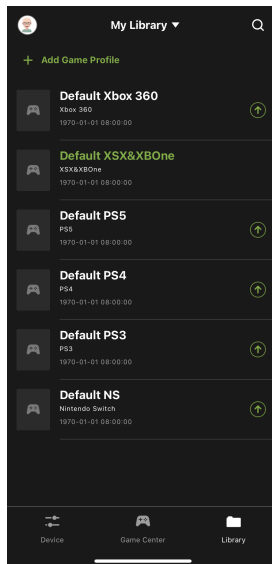 My Library ▼
+ Add Game Profile
Default Xbox 360
Xbox 360
1970-01-01 08:00:00
Default XSX&XBOne
XSX&XBOne
1970-01-01 08:00:00
Default PS5
PS5
1970-01-01 08:00:00
Default PS4
PS4
1970-01-01 08:00:00
Default PS3
PS3
1970-01-01 08:00:00
Default NS
Nintendo Switch
1970-01-01 08:00:00
Device Game Center Library